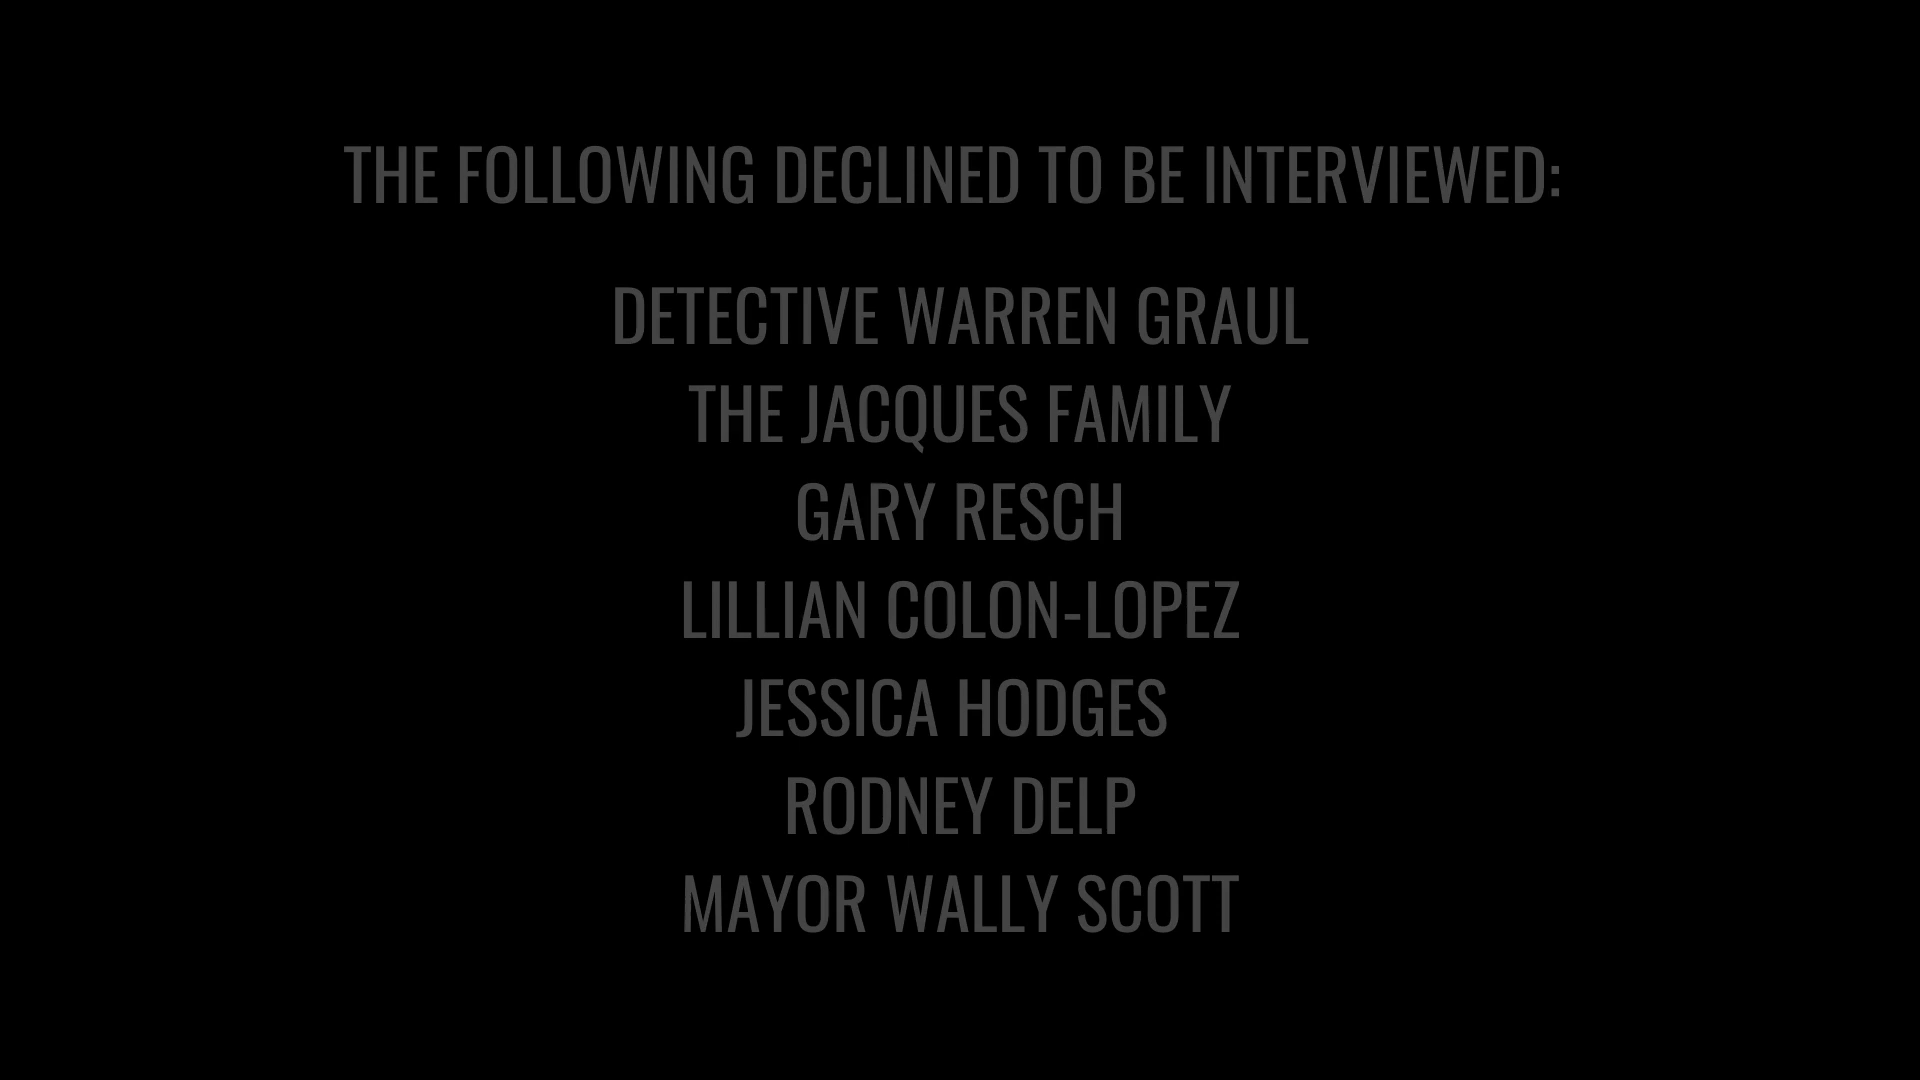 THE FOLLOWING DECLINED TO BE INTERVIEWED:
DETECTIVE WARREN GRAUL
THE JACQUES FAMILY
GARY RESCH
LILLIAN COLON-LOPEZ
JESSICA HODGES
RODNEY DELP
MAYOR WALLY SCOTT